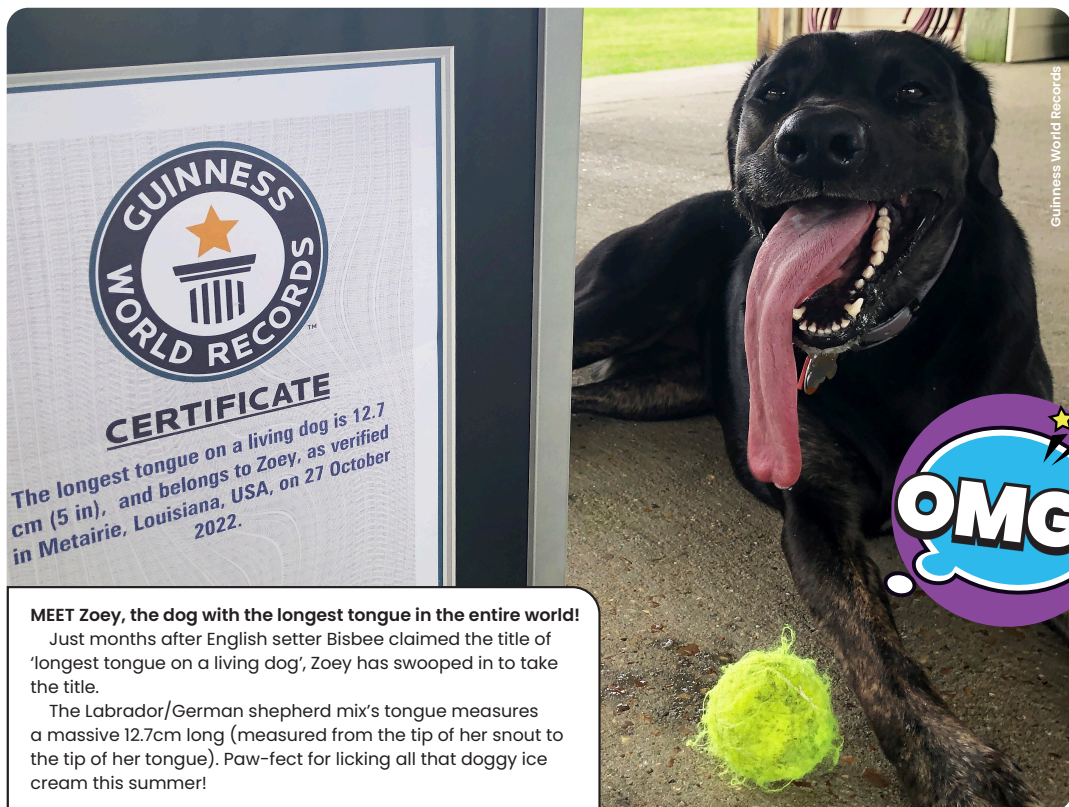 GUINNESS
WORLD RECORDS
TM
CERTIFICATE
The longest tongue on a living dog is 12.7
cm (5 in), and belongs to Zoey, as verified
in Metairie, Louisiana, USA, on 27 October
2022.
Guinness World Records
OMG
MEET Zoey, the dog with the longest tongue in the entire world!
Just months after English setter Bisbee claimed the title of
‘longest tongue on a living dog’, Zoey has swooped in to take
the title.
The Labrador/German shepherd mix’s tongue measures
a massive 12.7cm long (measured from the tip of her snout to
the tip of her tongue). Paw-fect for licking all that doggy ice
cream this summer!